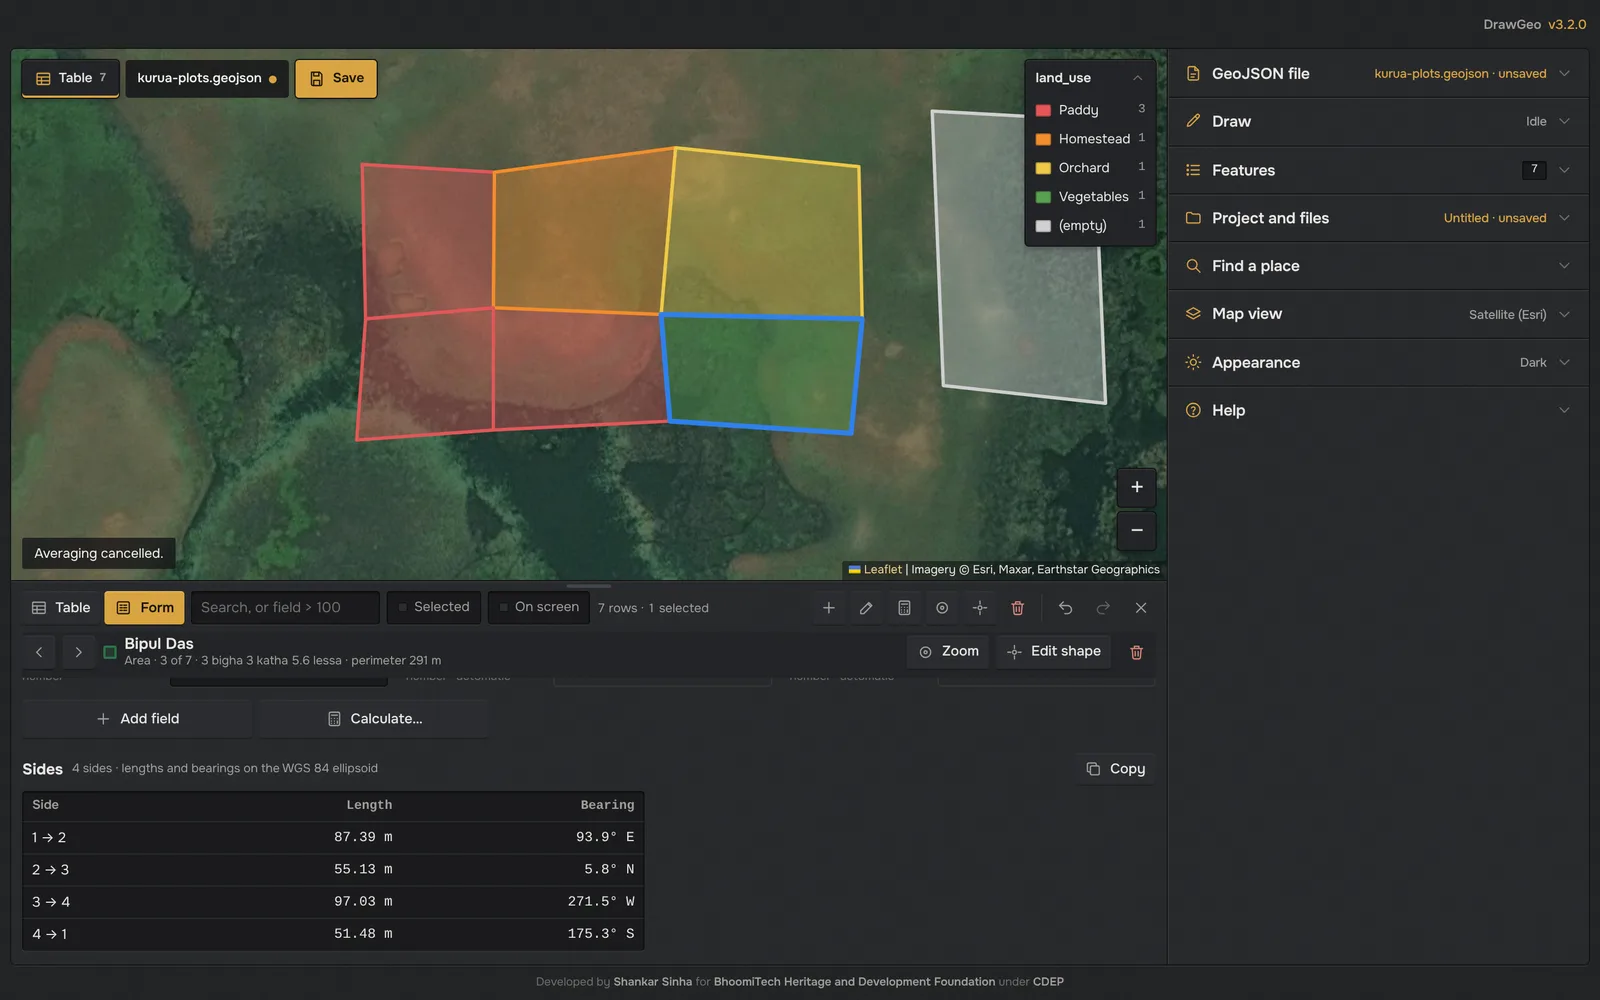 DrawGeo v3.2.0
Table 7
kurua-plots.geojson
Save
land_use
Paddy 3
Homestead 1
Orchard 1
Vegetables 1
(empty) 1
Averaging cancelled.
+
−
Leaflet | Imagery © Esri, Maxar, Earthstar Geographics
GeoJSON file kurua-plots.geojson · unsaved
Draw Idle
Features 7
Project and files Untitled · unsaved
Find a place
Map view Satellite (Esri)
Appearance Dark
Help
Table Form Search, or field > 100 Selected On screen 7 rows · 1 selected
Bipul Das
Area · 3 of 7 · 3 bigha 3 katha 5.6 lessa · perimeter 291 m
Zoom Edit shape
Add field Calculate...
Sides 4 sides · lengths and bearings on the WGS 84 ellipsoid Copy
Side Length Bearing
1 → 2 87.39 m 93.9° E
2 → 3 55.13 m 5.8° N
3 → 4 97.03 m 271.5° W
4 → 1 51.48 m 175.3° S
Developed by Shankar Sinha for BhoomiTech Heritage and Development Foundation under CDEP